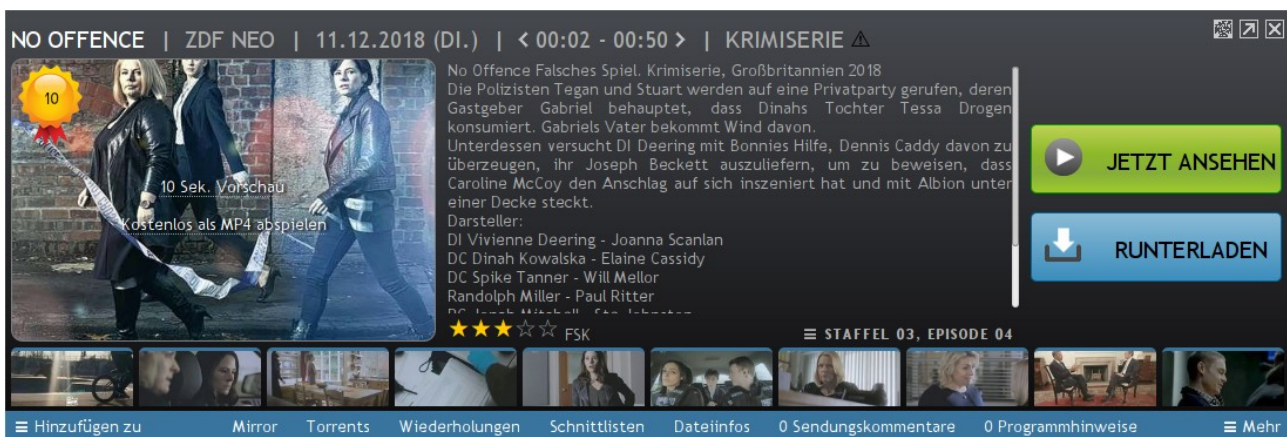 NO OFFENCE | ZDF NEO | 11.12.2018 (DI.) | < 00:02 - 00:50 > | KRIMISERIE
10
10 Sek. Vorschau
Kostenlos als MP4 abspielen
No Offence Falsches Spiel. Krimiserie, Großbritannien 2018
Die Polizisten Tegan und Stuart werden auf eine Privatparty gerufen, deren
Gastgeber Gabriel behauptet, dass Dinahs Tochter Tessa Drogen
konsumiert. Gabriels Vater bekommt Wind davon.
Unterdessen versucht DI Deering mit Bonnies Hilfe, Dennis Caddy davon zu
überzeugen, ihr Joseph Beckett auszuliefern, um zu beweisen, dass
Caroline McCoy den Anschlag auf sich inszeniert hat und mit Albion unter
einer Decke steckt.
Darsteller:
DI Vivienne Deering - Joanna Scanlan
DC Dinah Kowalska - Elaine Cassidy
DC Spike Tanner - Will Mellor
Randolph Miller - Paul Ritter
FSK
STAFFEL 03, EPISODE 04
JETZT ANSEHEN
RUNTERLADEN
Hinzufügen zu Mirror Torrents Wiederholungen Schnittlisten Dateiinfos 0 Sendungskommentare 0 Programmhinweise Mehr